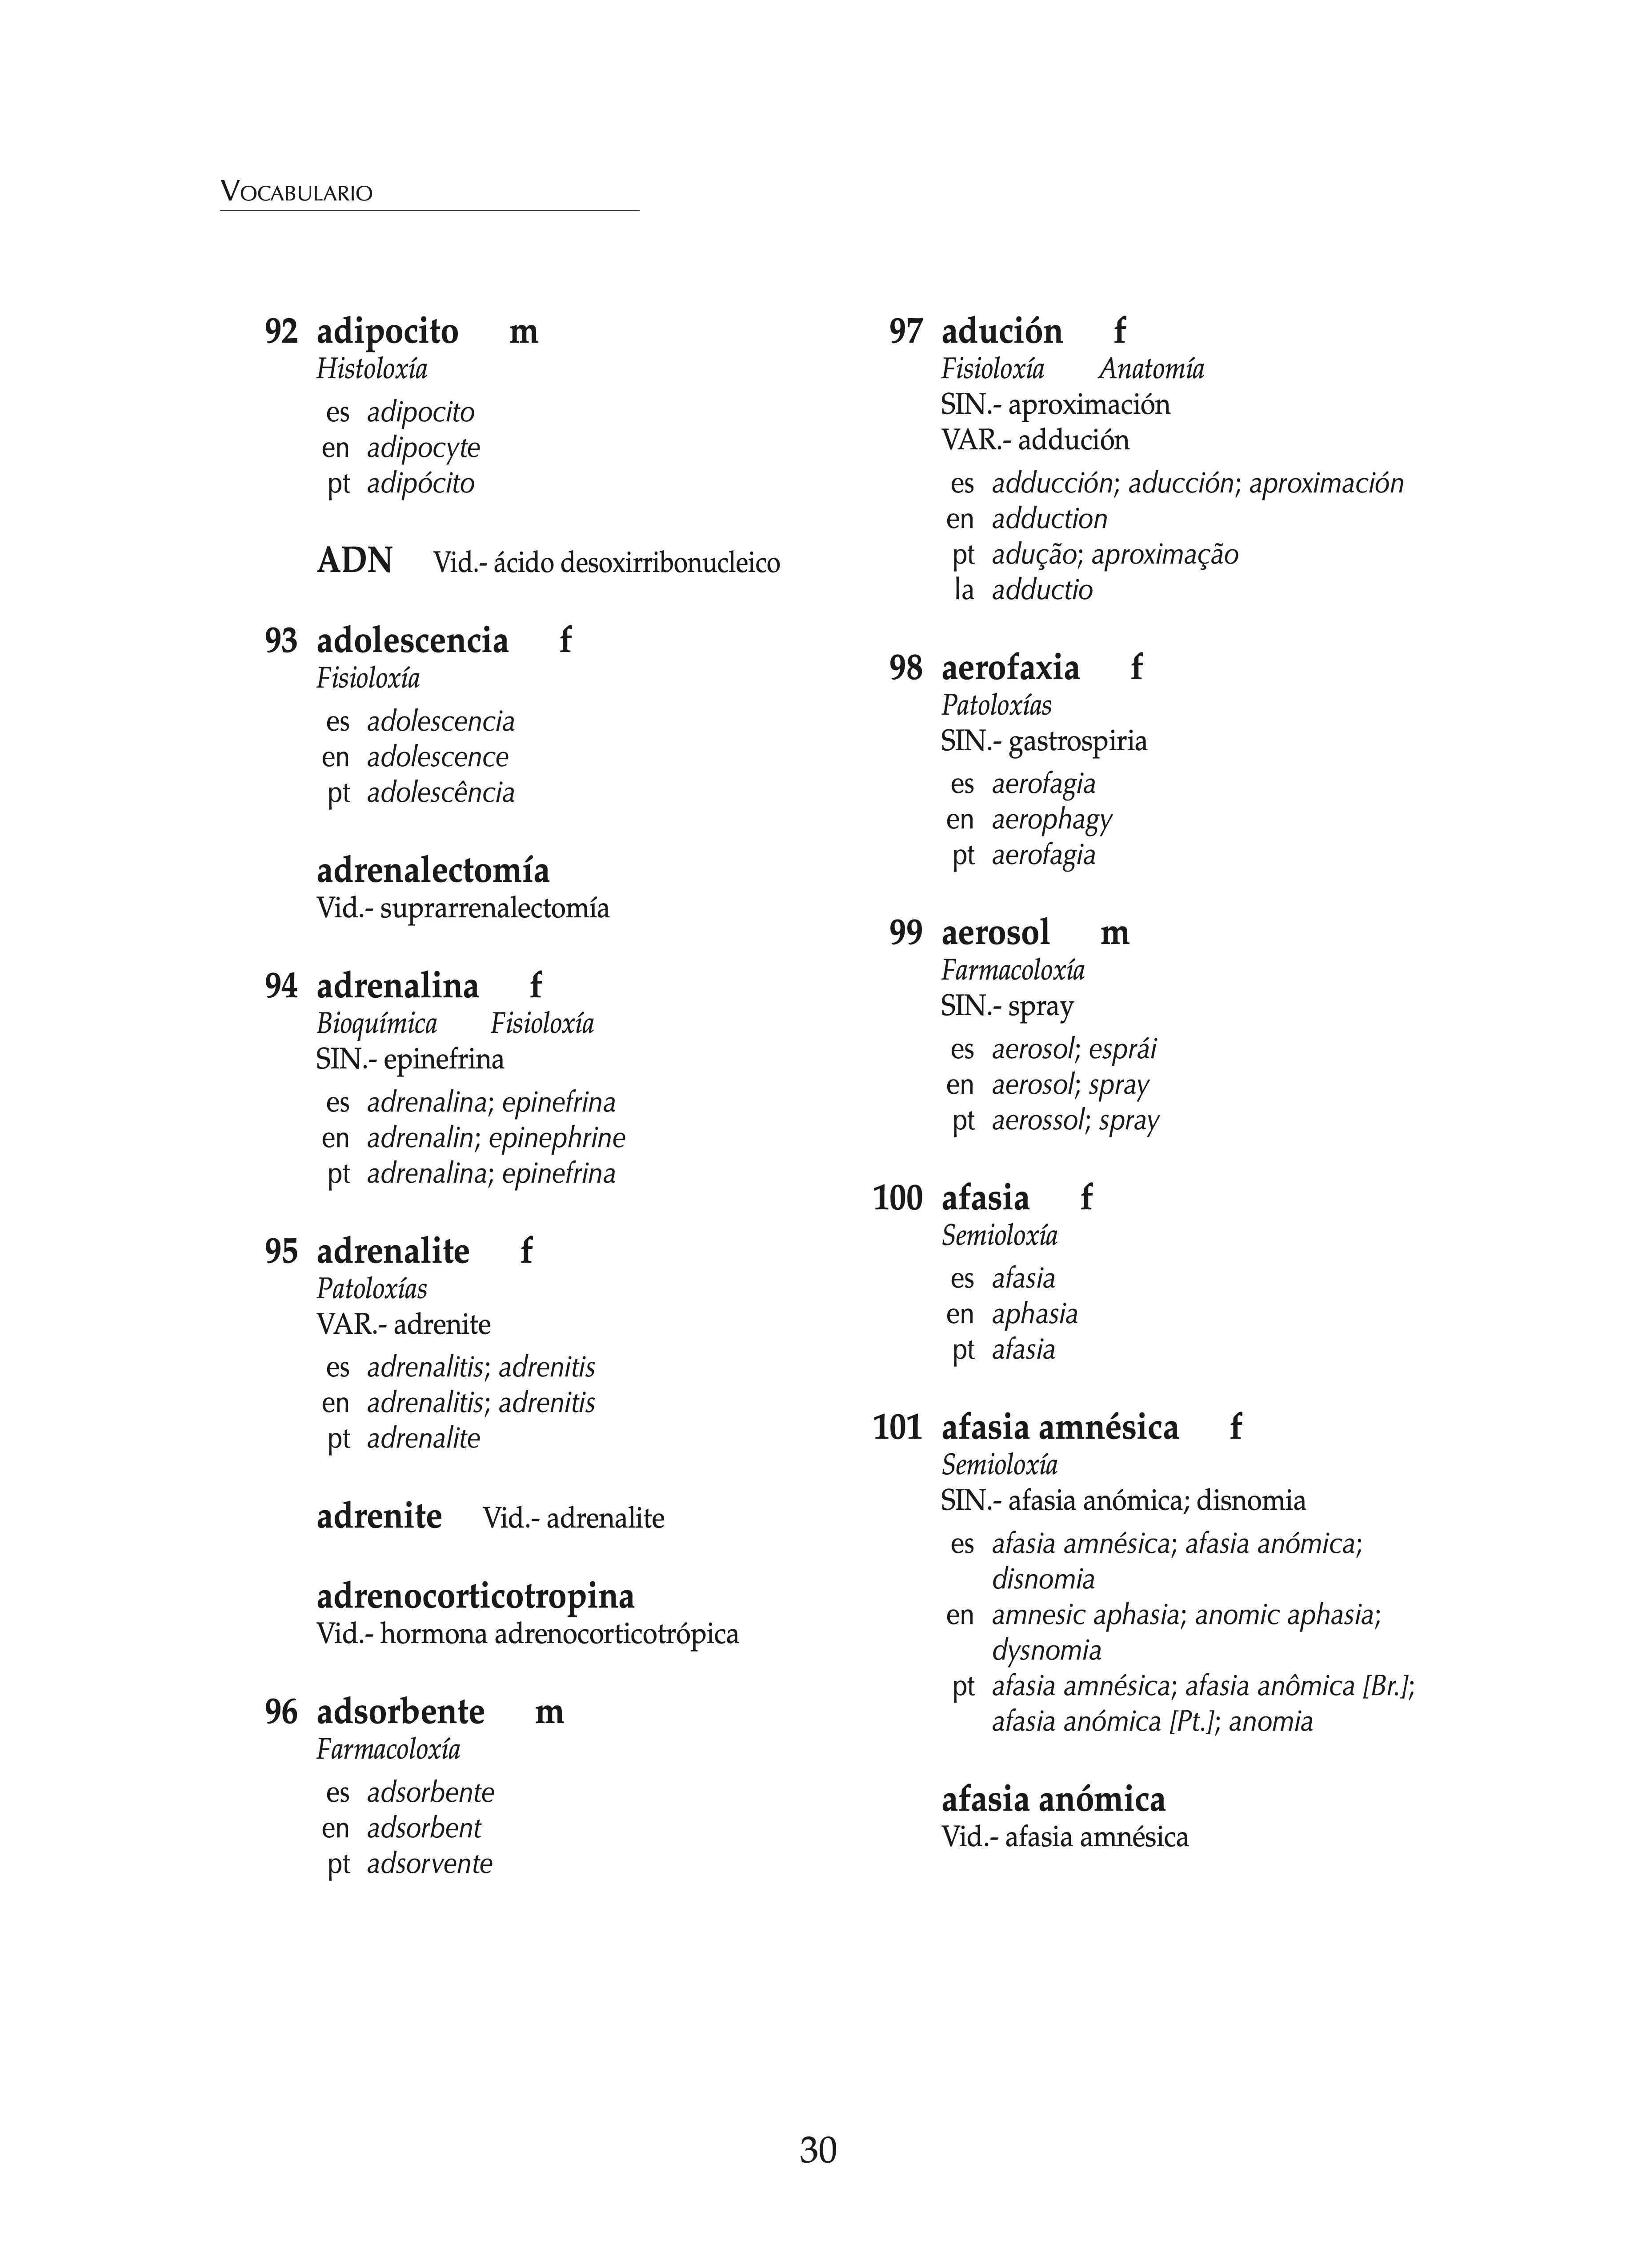 VOCABULARIO
92 adipocito m
Histoloxía
es adipocito
en adipocyte
pt adipócito
ADN Vid.- ácido desoxirribonucleico
93 adolescencia f
Fisioloxía
es adolescencia
en adolescence
pt adolescência
adrenalectomía
Vid.- suprarrenalectomía
94 adrenalina f
Bioquímica Fisioloxía
SIN.- epinefrina
es adrenalina; epinefrina
en adrenalin; epinephrine
pt adrenalina; epinefrina
95 adrenalite f
Patoloxías
VAR.- adrenite
es adrenalitis; adrenitis
en adrenalitis; adrenitis
pt adrenalite
adrenite Vid.- adrenalite
adrenocorticotropina
Vid.- hormona adrenocorticotrópica
96 adsorbente m
Farmacoloxía
es adsorbente
en adsorbent
pt adsorvente
97 adución f
Fisioloxía Anatomía
SIN.- aproximación
VAR.- addución
es adducción; aducción; aproximación
en adduction
pt adução; aproximação
la adductio
98 aerofaxia f
Patoloxías
SIN.- gastrospiria
es aerofagia
en aerophagy
pt aerofagia
99 aerosol m
Farmacoloxía
SIN.- spray
es aerosol; esprái
en aerosol; spray
pt aerossol; spray
100 afasia f
Semioloxía
es afasia
en aphasia
pt afasia
101 afasia amnésica f
Semioloxía
SIN.- afasia anómica; disnomia
es afasia amnésica; afasia anómica;
disnomia
en amnesic aphasia; anomic aphasia;
dysnomia
pt afasia amnésica; afasia anômica [Br.];
afasia anómica [Pt.]; anomia
afasia anómica
Vid.- afasia amnésica
30